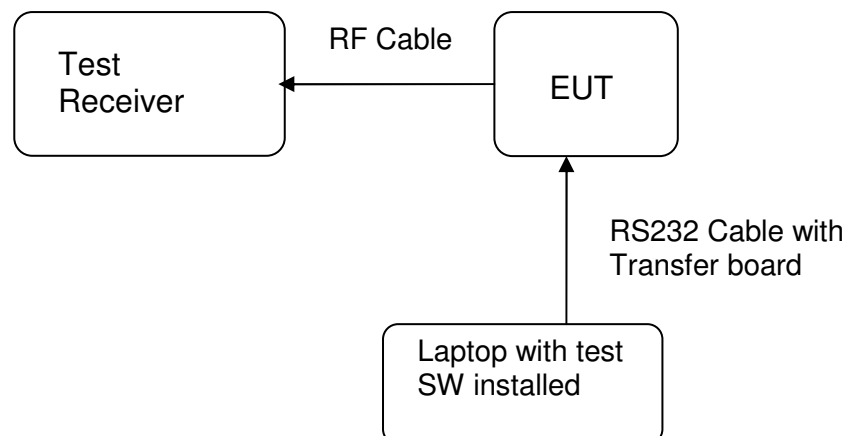 Test
Receiver
RF Cable
EUT
RS232 Cable with
Transfer board
Laptop with test
SW installed